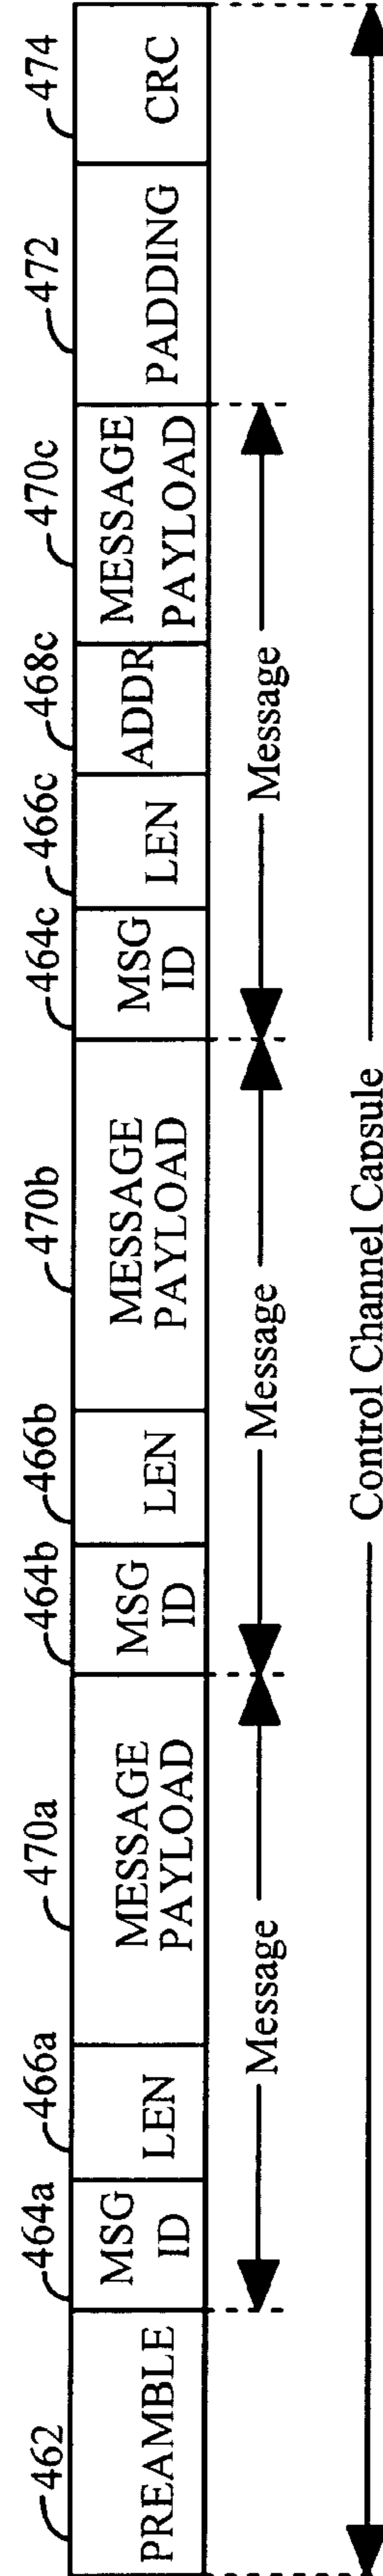 462 464a 466a 470a 464b 466b 470b 464c 466c 468c 470c 472 474
PREAMBLE
MSG
ID
LEN
MESSAGE
PAYLOAD
MSG
ID
LEN
MESSAGE
PAYLOAD
MSG
ID
LEN
ADDR
MESSAGE
PAYLOAD
PADDING
CRC
Message
Message
Message
Control Channel Capsule